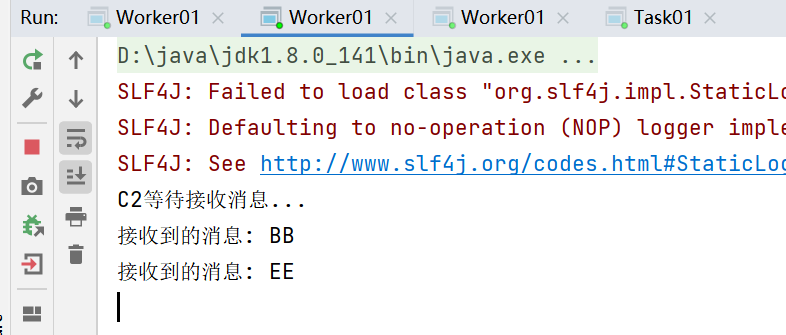 Run: Worker01 Worker01 Worker01 Task01
D:\java\jdk1.8.0_141\bin\java.exe ...
SLF4J: Failed to load class "org.slf4j.impl.StaticLo
SLF4J: Defaulting to no-operation (NOP) logger imple
SLF4J: See http://www.slf4j.org/codes.html#StaticLog
C2等待接收消息...
接收到的消息: BB
接收到的消息: EE